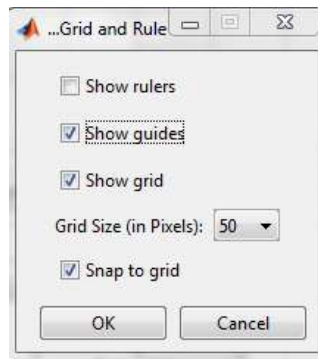 ...Grid and Rule
Show rulers
Show guides
Show grid
Grid Size (in Pixels): 50
Snap to grid
OK Cancel